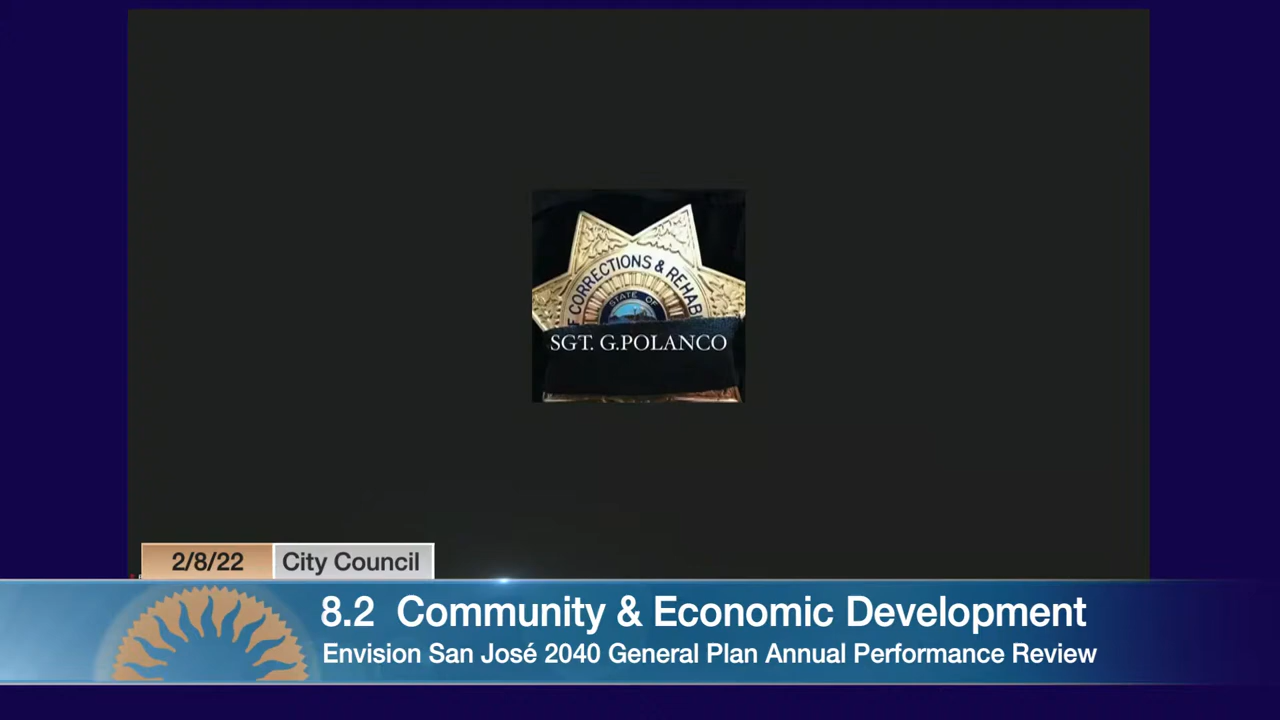 F CORRECTIONS & REHAB
STATE OF
SGT. G.POLANCO
2/8/22 City Council
8.2 Community & Economic Development
Envision San José 2040 General Plan Annual Performance Review